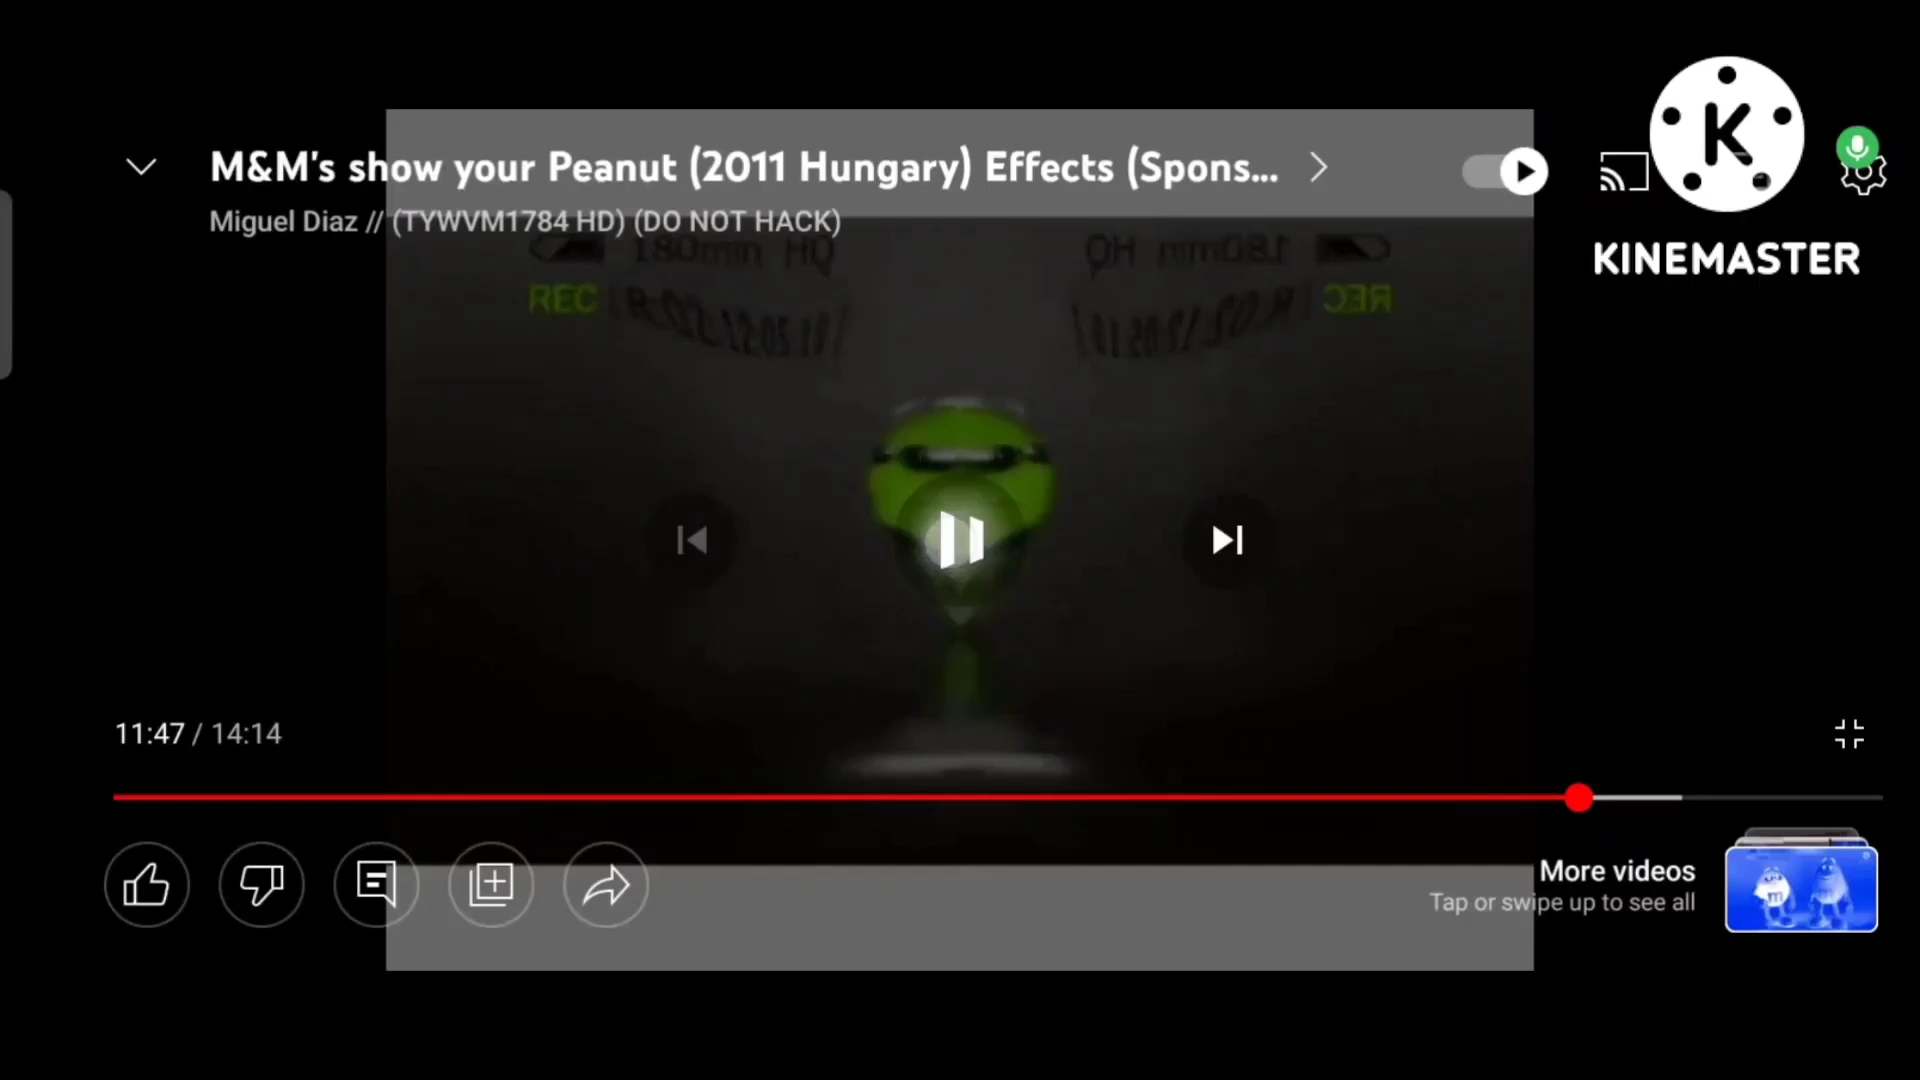 M&M's show your Peanut (2011 Hungary) Effects (Spons...
Miguel Diaz // (TYWVM1784 HD) (DO NOT HACK)
K
KINEMASTER
180min HQ
180min HQ
REC
REC
11:47 / 14:14
More videos
Tap or swipe up to see all